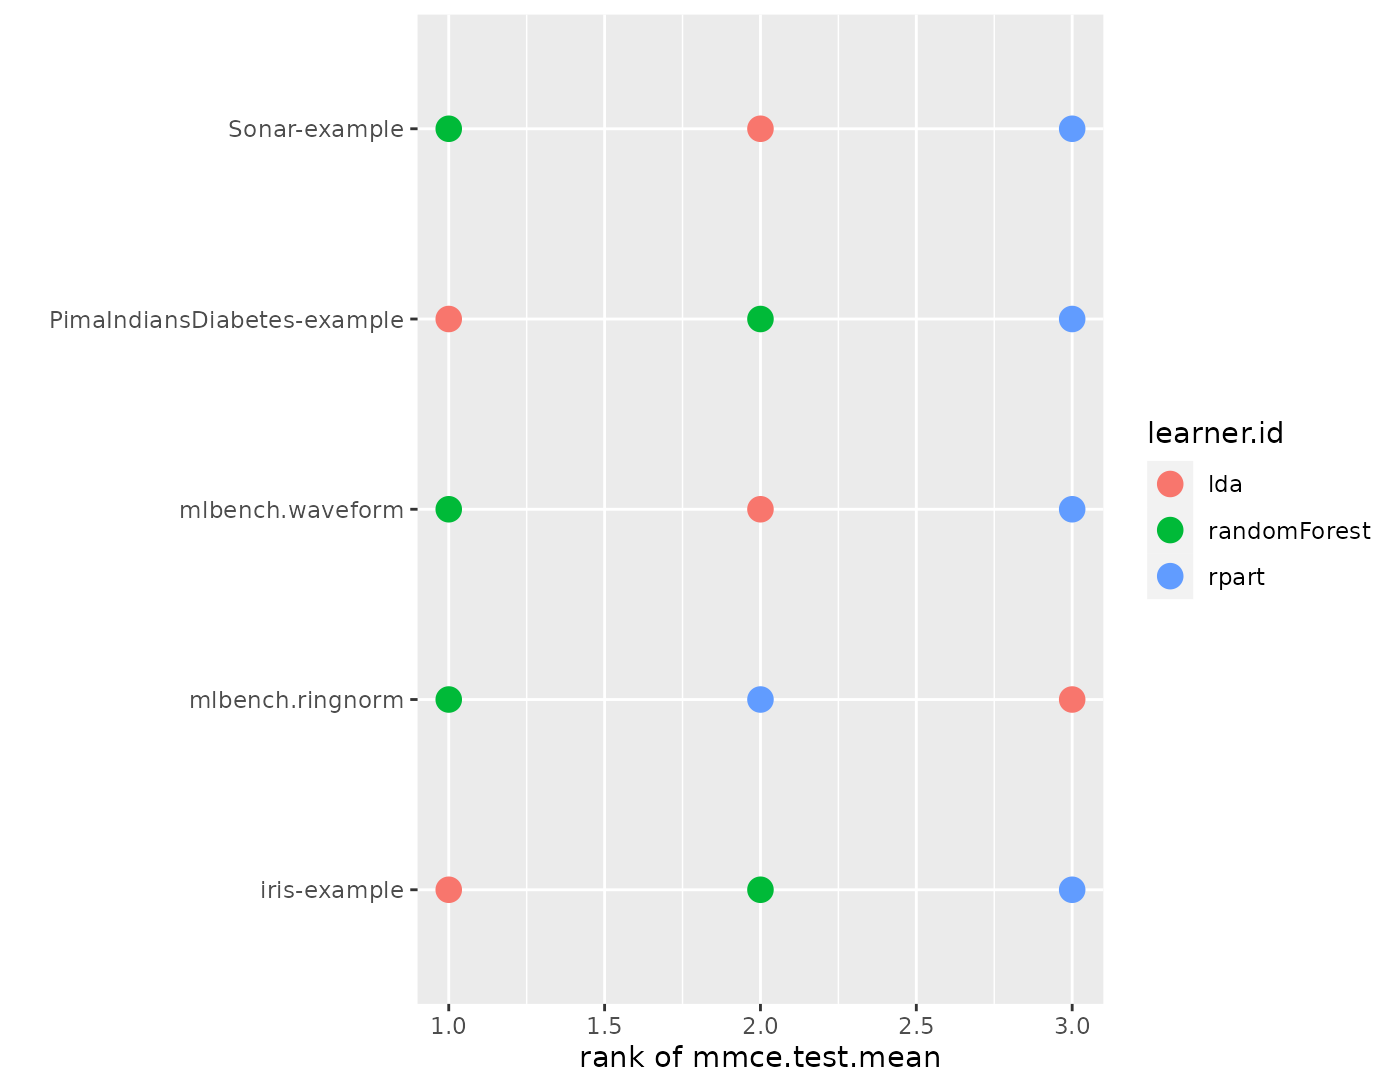 Sonar-example
PimaIndiansDiabetes-example
mlbench.waveform
mlbench.ringnorm
iris-example
1.0 1.5 2.0 2.5 3.0
rank of mmce.test.mean
learner.id
lda
randomForest
rpart